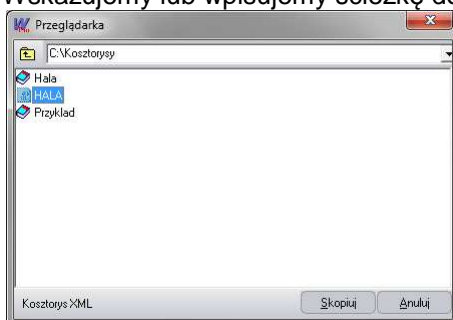 Wskazujemy lub wpisujemy ścieżkę do
Przeglądarka
C:\Kosztorysy
Hala
HALA
Przyklad
Kosztorys XML
Skopiuj
Anuluj